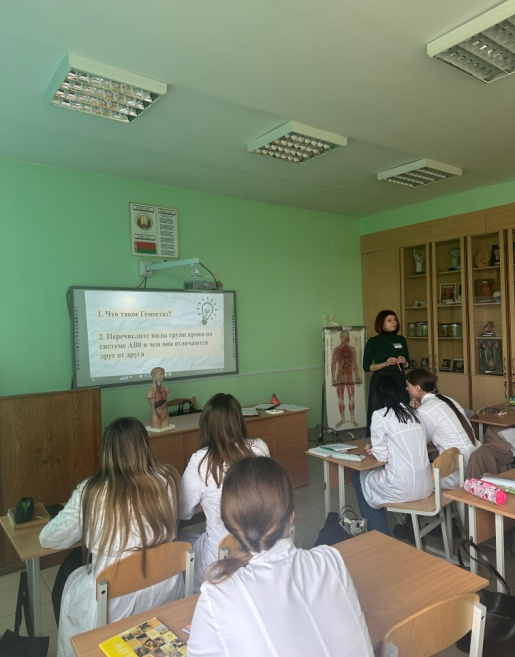 1. Что такое Гемостаз?
2. Перечислите виды групп крови по
системе АВ0 и чем они отличаются
друг от друга